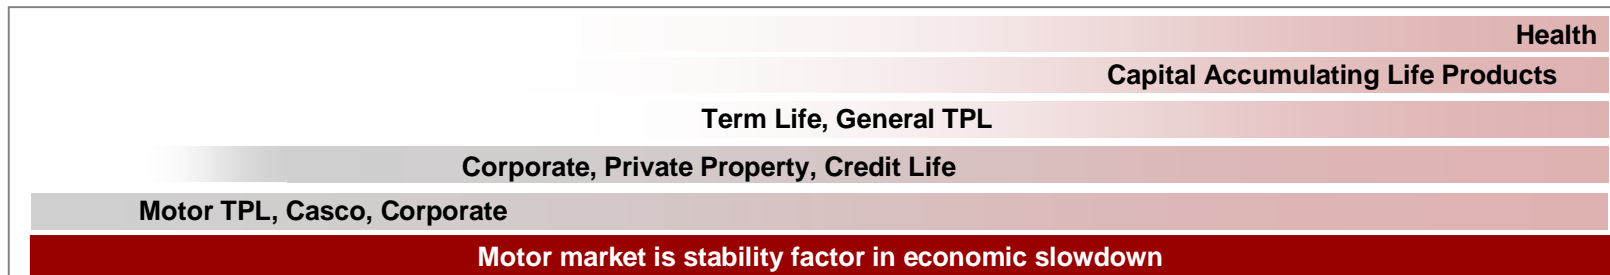 Health
Capital Accumulating Life Products
Term Life, General TPL
Corporate, Private Property, Credit Life
Motor TPL, Casco, Corporate
Motor market is stability factor in economic slowdown